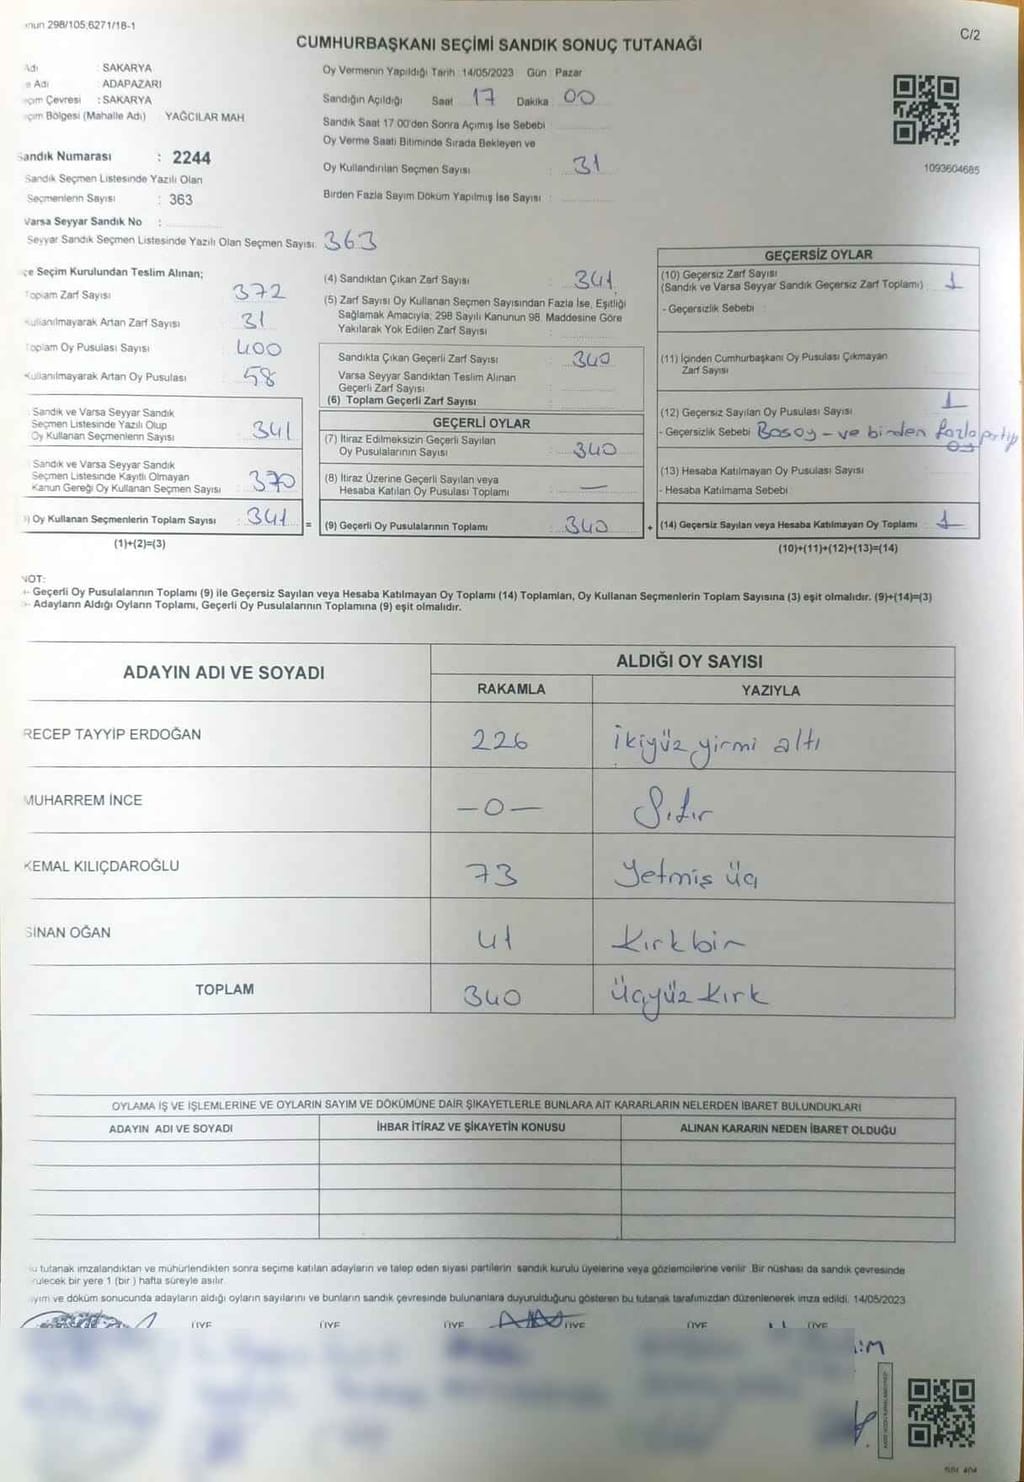 298/105,6271/18-1
C/2
CUMHURBAŞKANI SEÇİMİ SANDIK SONUÇ TUTANAĞI
Adı : SAKARYA
Adı ADAPAZARI
Çevresi : SAKARYA
Bölgesi (Mahalle Adı) YAĞCILAR MAH
Sandık Numarası : 2244
Sandık Seçmen Listesinde Yazılı Olan
Seçmenlerin Sayısı : 363
Varsa Seyyar Sandık No :
Seyyar Sandık Seçmen Listesinde Yazılı Olan Seçmen Sayısı: 363
Oy Vermenin Yapıldığı Tarih :14/05/2023 Gün : Pazar
Sandığın Açıldığı Saat 17 Dakika 00
Sandık Saat 17:00'den Sonra Açımış İse Sebebi
Oy Verme Saati Bitiminde Sırada Bekleyen ve
Oy Kullandırılan Seçmen Sayısı : 31
Birden Fazla Sayım Döküm Yapılmış İse Sayısı :
1093604685
İlçe Seçim Kurulundan Teslim Alınan;
Toplam Zarf Sayısı : 372
Kullanılmayarak Artan Zarf Sayısı : 31
Toplam Oy Pusulası Sayısı : 400
Kullanılmayarak Artan Oy Pusulası : 58
Sandık ve Varsa Seyyar Sandık
Seçmen Listesinde Yazılı Olup
Oy Kullanan Seçmenlerin Sayısı : 341
Sandık ve Varsa Seyyar Sandık
Seçmen Listesinde Kayıtlı Olmayan
Kanun Gereği Oy Kullanan Seçmen Sayısı : 370
Oy Kullanan Seçmenlerin Toplam Sayısı : 341 =
(1)+(2)=(3)
(4) Sandıktan Çıkan Zarf Sayısı : 341
(5) Zarf Sayısı Oy Kullanan Seçmen Sayısından Fazla İse, Eşitliği
Sağlamak Amacıyla; 298 Sayılı Kanunun 98. Maddesine Göre
Yakılarak Yok Edilen Zarf Sayısı :
Sandıkta Çıkan Geçerli Zarf Sayısı : 340
Varsa Seyyar Sandıktan Teslim Alınan
Geçerli Zarf Sayısı
(6) Toplam Geçerli Zarf Sayısı
GEÇERLİ OYLAR
(7) İtiraz Edilmeksizin Geçerli Sayılan
Oy Pusulalarının Sayısı : 340
(8) İtiraz Üzerine Geçerli Sayılan veya
Hesaba Katılan Oy Pusulası Toplamı : —
(9) Geçerli Oy Pusulalarının Toplamı : 340 +
GEÇERSİZ OYLAR
(10) Geçersiz Zarf Sayısı
(Sandık ve Varsa Seyyar Sandık Geçersiz Zarf Toplamı) : 1
- Geçersizlik Sebebi :
(11) İçinden Cumhurbaşkanı Oy Pusulası Çıkmayan
Zarf Sayısı
(12) Geçersiz Sayılan Oy Pusulası Sayısı : 1
- Geçersizlik Sebebi : ve birden fazla
(13) Hesaba Katılmayan Oy Pusulası Sayısı
- Hesaba Katılmama Sebebi
(14) Geçersiz Sayılan veya Hesaba Katılmayan Oy Toplamı : 1
(10)+(11)+(12)+(13)=(14)
NOT:
- Geçerli Oy Pusulalarının Toplamı (9) ile Geçersiz Sayılan veya Hesaba Katılmayan Oy Toplamı (14) Toplamları, Oy Kullanan Seçmenlerin Toplam Sayısına (3) eşit olmalıdır. (9)+(14)=(3)
- Adayların Aldığı Oyların Toplamı, Geçerli Oy Pusulalarının Toplamına (9) eşit olmalıdır.
ADAYIN ADI VE SOYADI
ALDIĞI OY SAYISI
RAKAMLA YAZIYLA
RECEP TAYYİP ERDOĞAN 226 İkiyüz yirmi altı
MUHARREM İNCE —0— Sıfır
KEMAL KILIÇDAROĞLU 73 Yetmiş üç
SİNAN OĞAN 41 Kırkbir
TOPLAM 340 Üçyüz Kırk
OYLAMA İŞ VE İŞLEMLERİNE VE OYLARIN SAYIM VE DÖKÜMÜNE DAİR ŞİKAYETLERLE BUNLARA AİT KARARLARIN NELERDEN İBARET BULUNDUKLARI
ADAYIN ADI VE SOYADI İHBAR İTİRAZ VE ŞİKAYETİN KONUSU ALINAN KARARIN NEDEN İBARET OLDUĞU
tutanak imzalandıktan ve mühürlendikten sonra seçime katılan adayların ve talep eden siyasi partilerin sandık kurulu üyelerine veya gözlemcilerine verilir. Bir nüshası da sandık çevresinde
bir yere 1 (bir ) hafta süreyle asılır.
ve döküm sonucunda adayların aldığı oyların sayılarını ve bunların sandık çevresinde bulunanlara duyurulduğunu gösteren bu tutanak tarafımızdan düzenlenerek imza edildi. 14/05/2023
ÜYE ÜYE ÜYE ÜYE ÜYE ÜYE